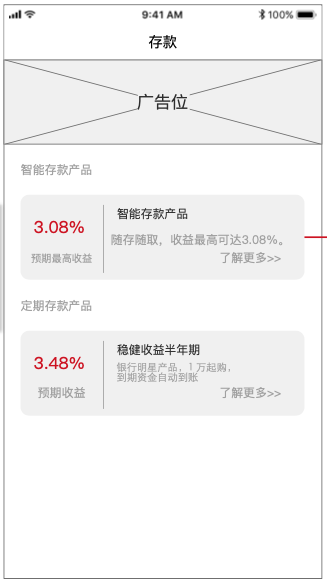 9:41 AM
100%
存款
广告位
智能存款产品
3.08%
预期最高收益
智能存款产品
随存随取，收益最高可达3.08%。
了解更多>>
定期存款产品
3.48%
预期收益
稳健收益半年期
银行明星产品，1 万起购，
到期资金自动到账
了解更多>>